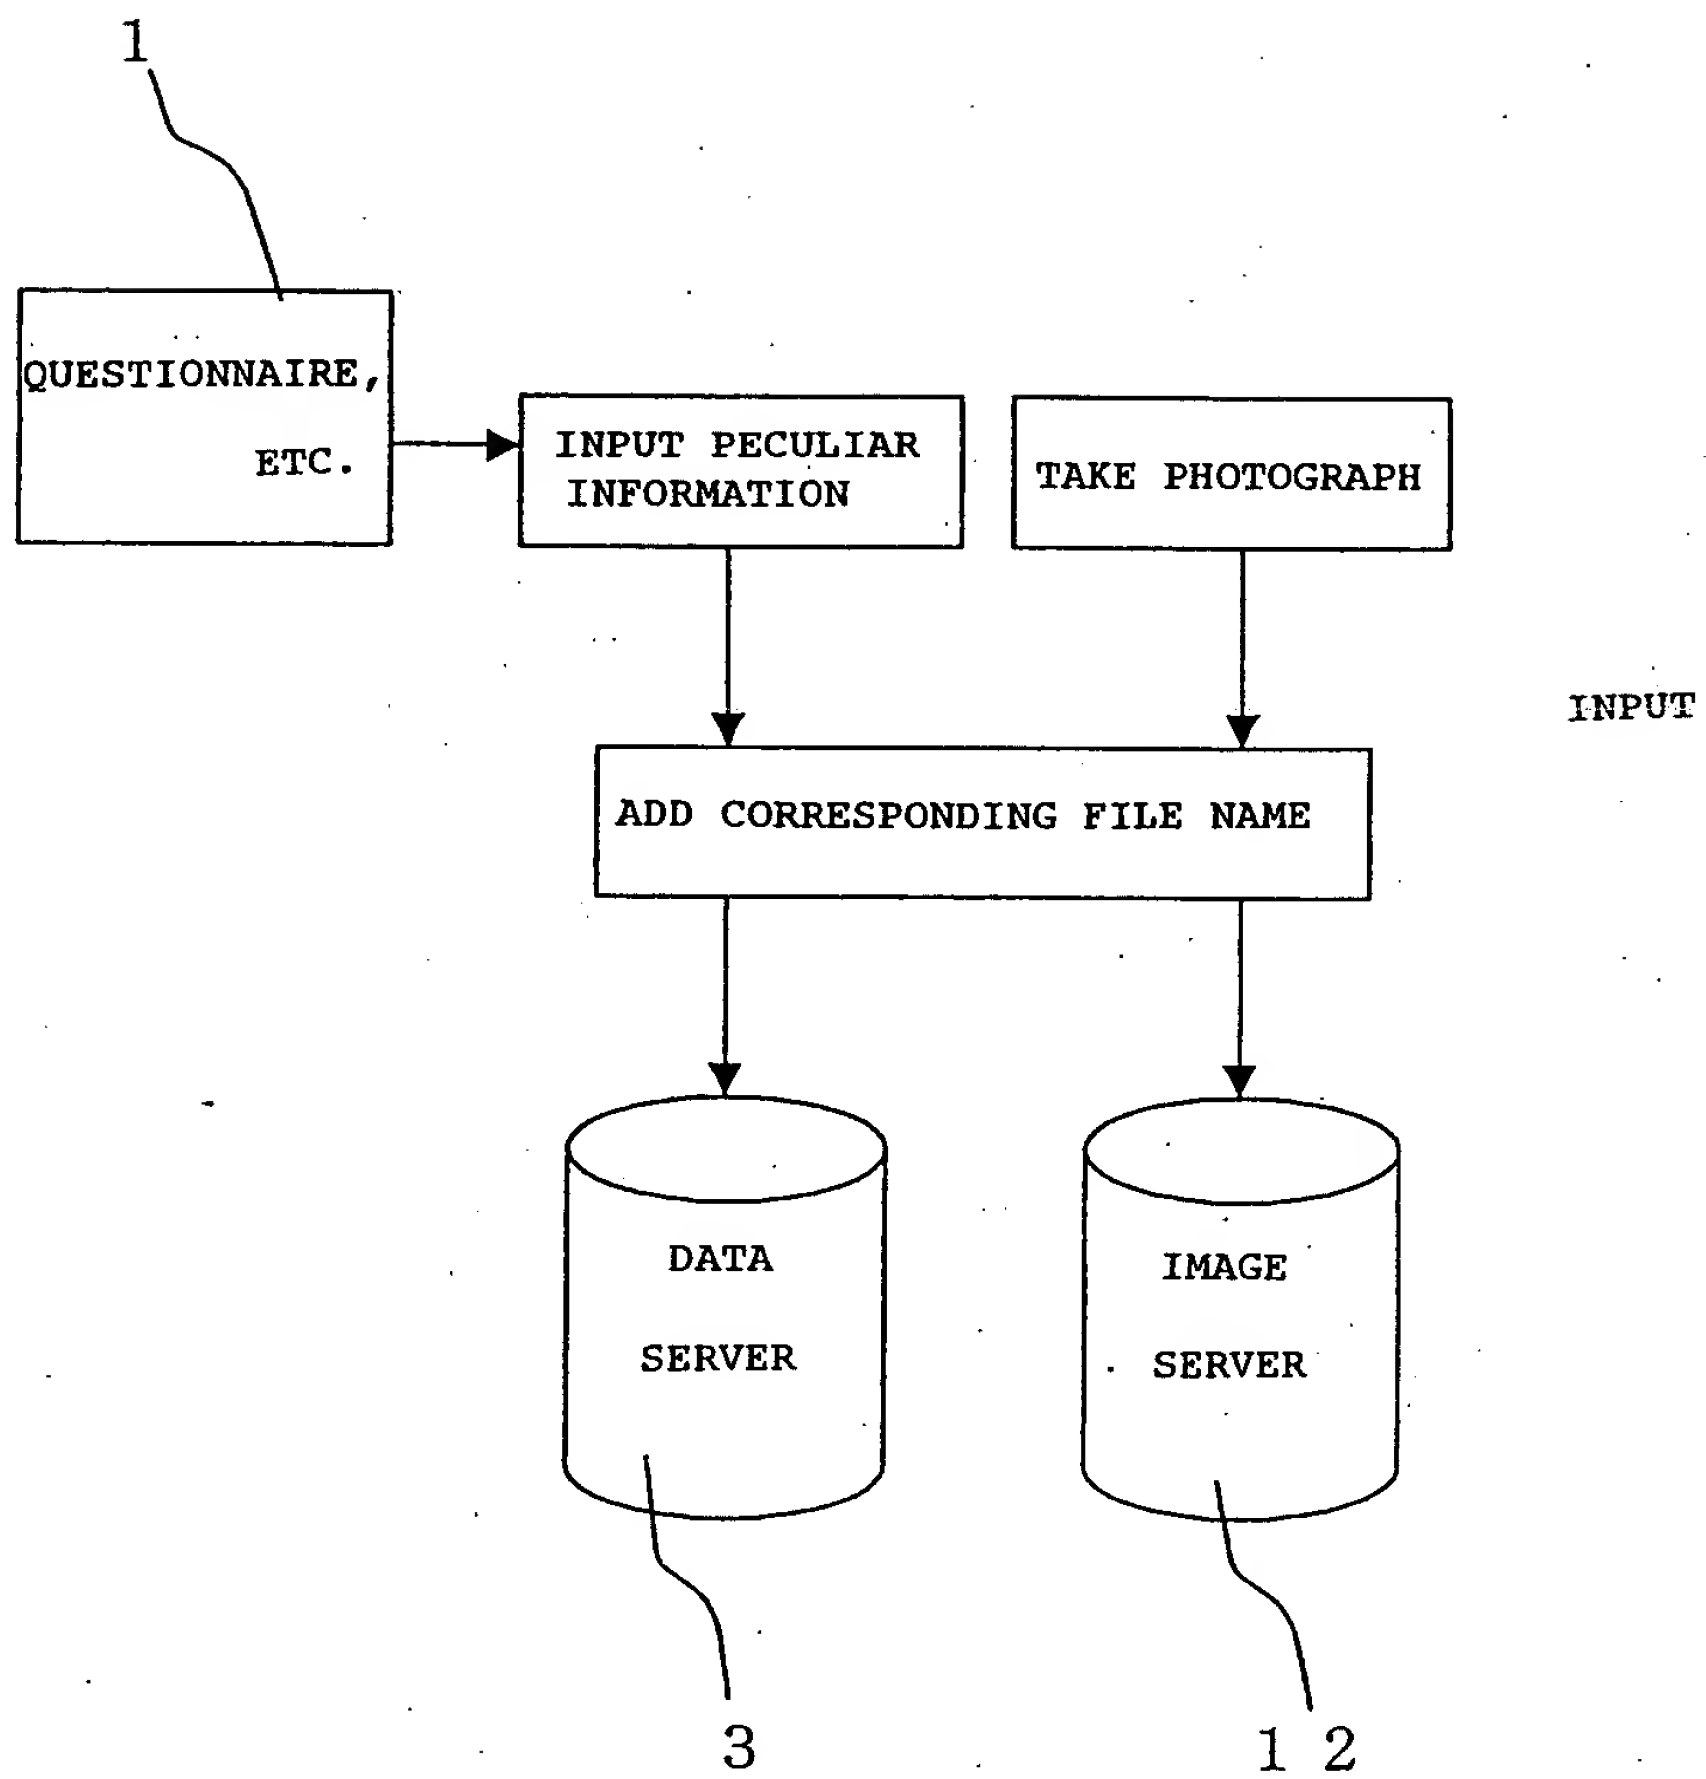 1
QUESTIONNAIRE,
ETC.
INPUT PECULIAR
INFORMATION
TAKE PHOTOGRAPH
INPUT
ADD CORRESPONDING FILE NAME
DATA
SERVER
IMAGE
SERVER
3
1 2